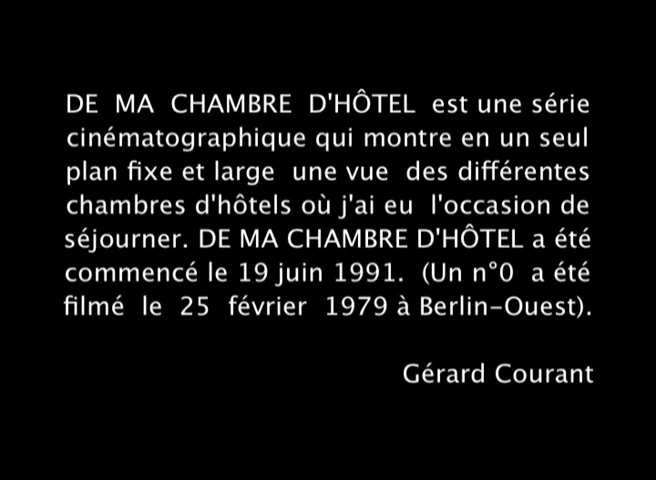 DE MA CHAMBRE D'HÔTEL est une série
cinématographique qui montre en un seul
plan fixe et large une vue des différentes
chambres d'hôtels où j'ai eu l'occasion de
séjourner. DE MA CHAMBRE D'HÔTEL a été
commencé le 19 juin 1991. (Un n°0 a été
filmé le 25 février 1979 à Berlin-Ouest).
Gérard Courant